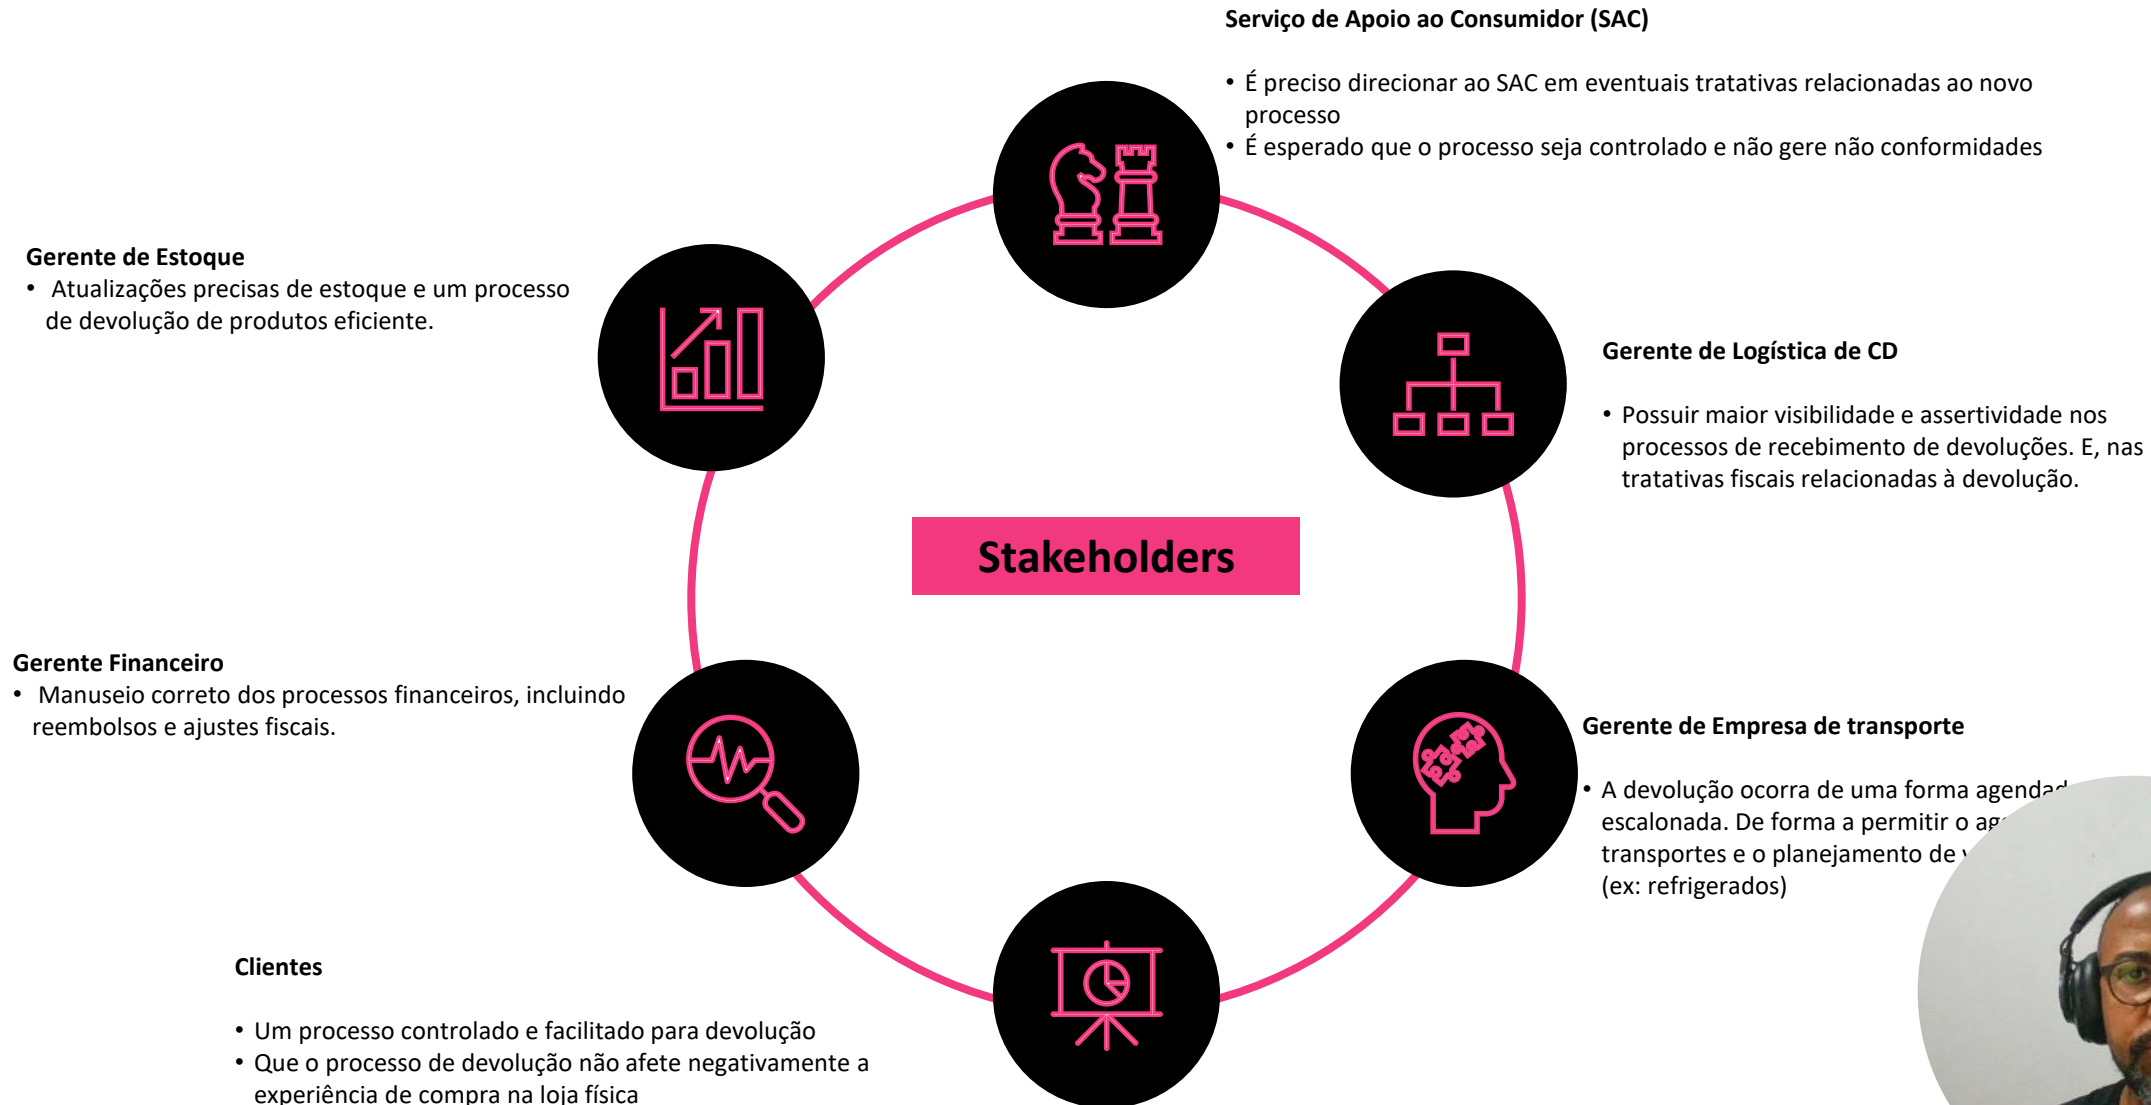 Serviço de Apoio ao Consumidor (SAC)
• É preciso direcionar ao SAC em eventuais tratativas relacionadas ao novo
processo
• É esperado que o processo seja controlado e não gere não conformidades
Gerente de Estoque
• Atualizações precisas de estoque e um processo
de devolução de produtos eficiente.
Gerente de Logística de CD
• Possuir maior visibilidade e assertividade nos
processos de recebimento de devoluções. E, nas
tratativas fiscais relacionadas à devolução.
Stakeholders
Gerente Financeiro
• Manuseio correto dos processos financeiros, incluindo
reembolsos e ajustes fiscais.
Gerente de Empresa de transporte
• A devolução ocorra de uma forma
escalonada. De forma a permitir o
transportes e o planejamento de
(ex: refrigerados)
Clientes
• Um processo controlado e facilitado para devolução
• Que o processo de devolução não afete negativamente a
experiência de compra na loja física